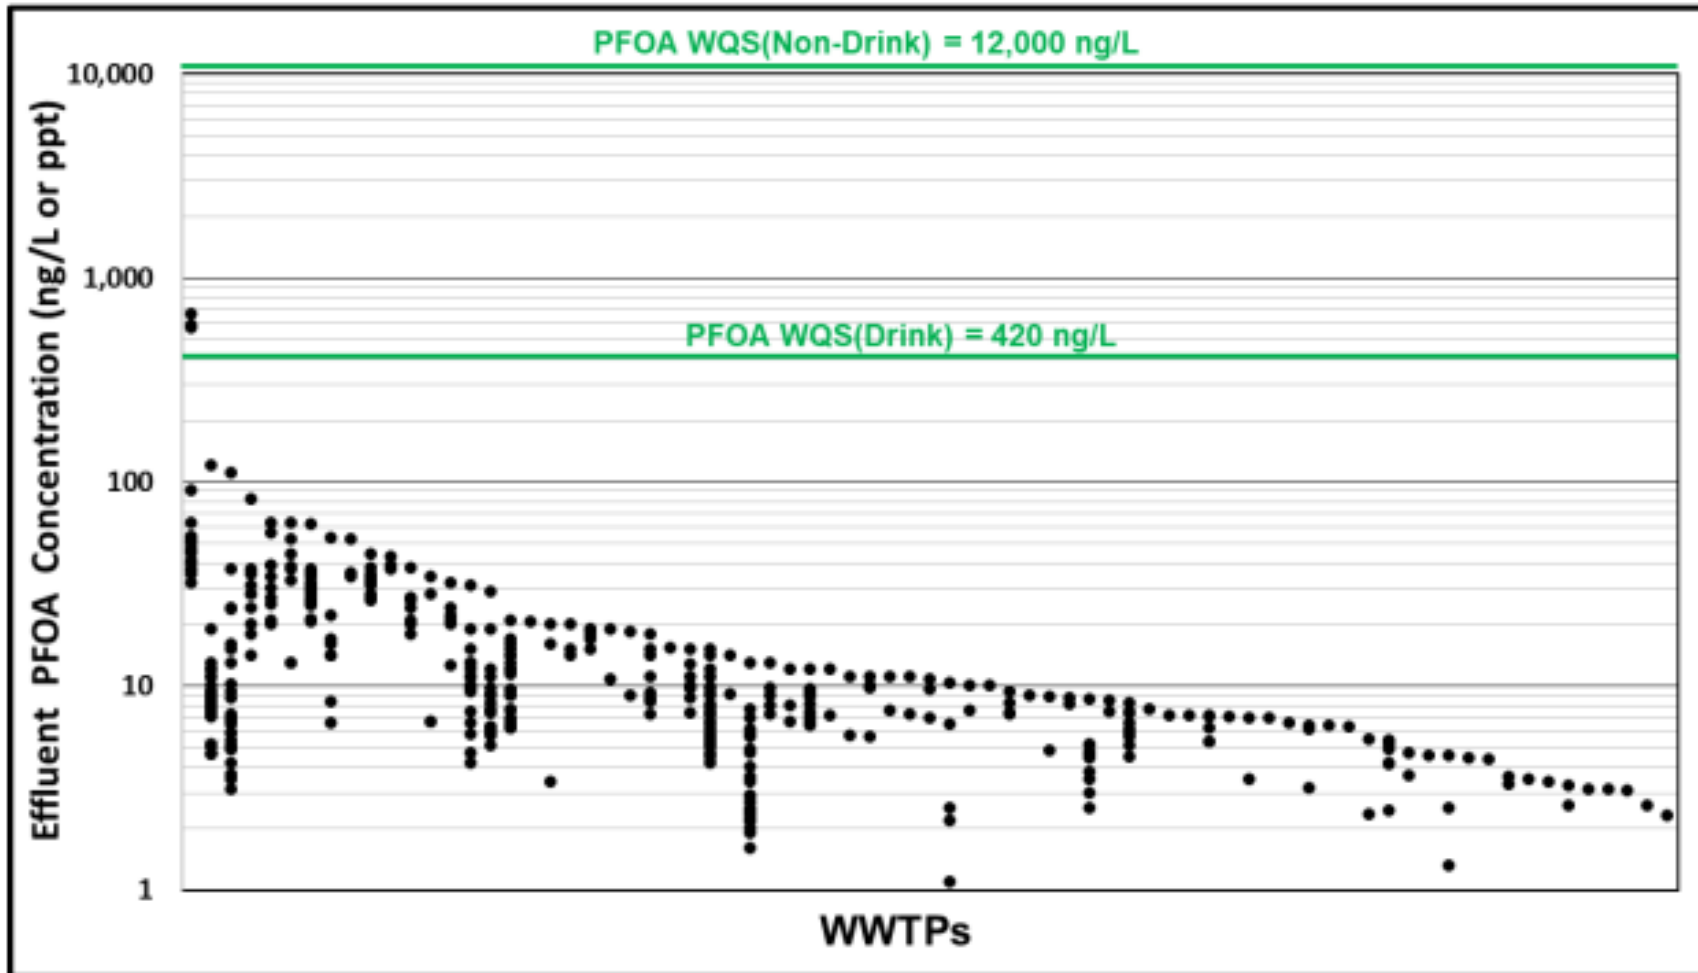 PFOA WQS(Non-Drink) = 12,000 ng/L
10,000
1,000
PFOA WQS(Drink) = 420 ng/L
100
10
1
Effluent PFOA Concentration (ng/L or ppt)
WWTPs